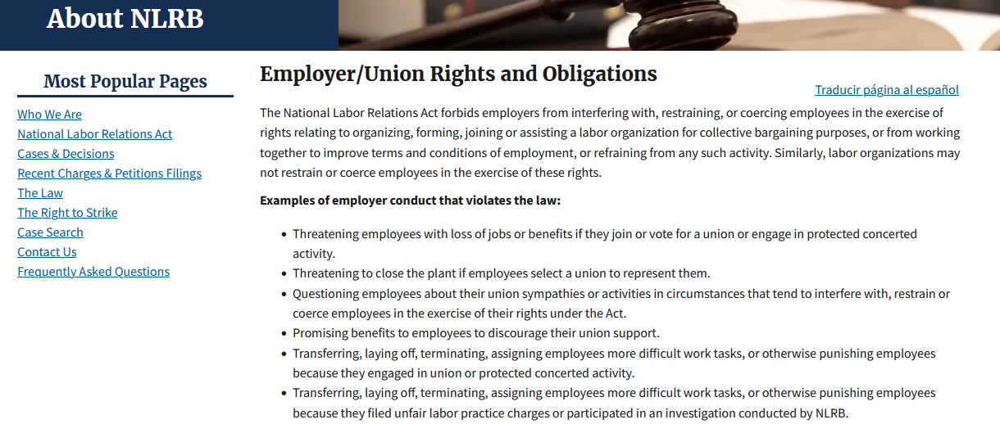 About NLRB
Most Popular Pages
Who We Are
National Labor Relations Act
Cases & Decisions
Recent Charges & Petitions Filings
The Law
The Right to Strike
Case Search
Contact Us
Frequently Asked Questions
Employer/Union Rights and Obligations
Traducir página al español
The National Labor Relations Act forbids employers from interfering with, restraining, or coercing employees in the exercise of
rights relating to organizing, forming, joining or assisting a labor organization for collective bargaining purposes, or from working
together to improve terms and conditions of employment, or refraining from any such activity. Similarly, labor organizations may
not restrain or coerce employees in the exercise of these rights.
Examples of employer conduct that violates the law:
• Threatening employees with loss of jobs or benefits if they join or vote for a union or engage in protected concerted
activity.
• Threatening to close the plant if employees select a union to represent them.
• Questioning employees about their union sympathies or activities in circumstances that tend to interfere with, restrain or
coerce employees in the exercise of their rights under the Act.
• Promising benefits to employees to discourage their union support.
• Transferring, laying off, terminating, assigning employees more difficult work tasks, or otherwise punishing employees
because they engaged in union or protected concerted activity.
• Transferring, laying off, terminating, assigning employees more difficult work tasks, or otherwise punishing employees
because they filed unfair labor practice charges or participated in an investigation conducted by NLRB.